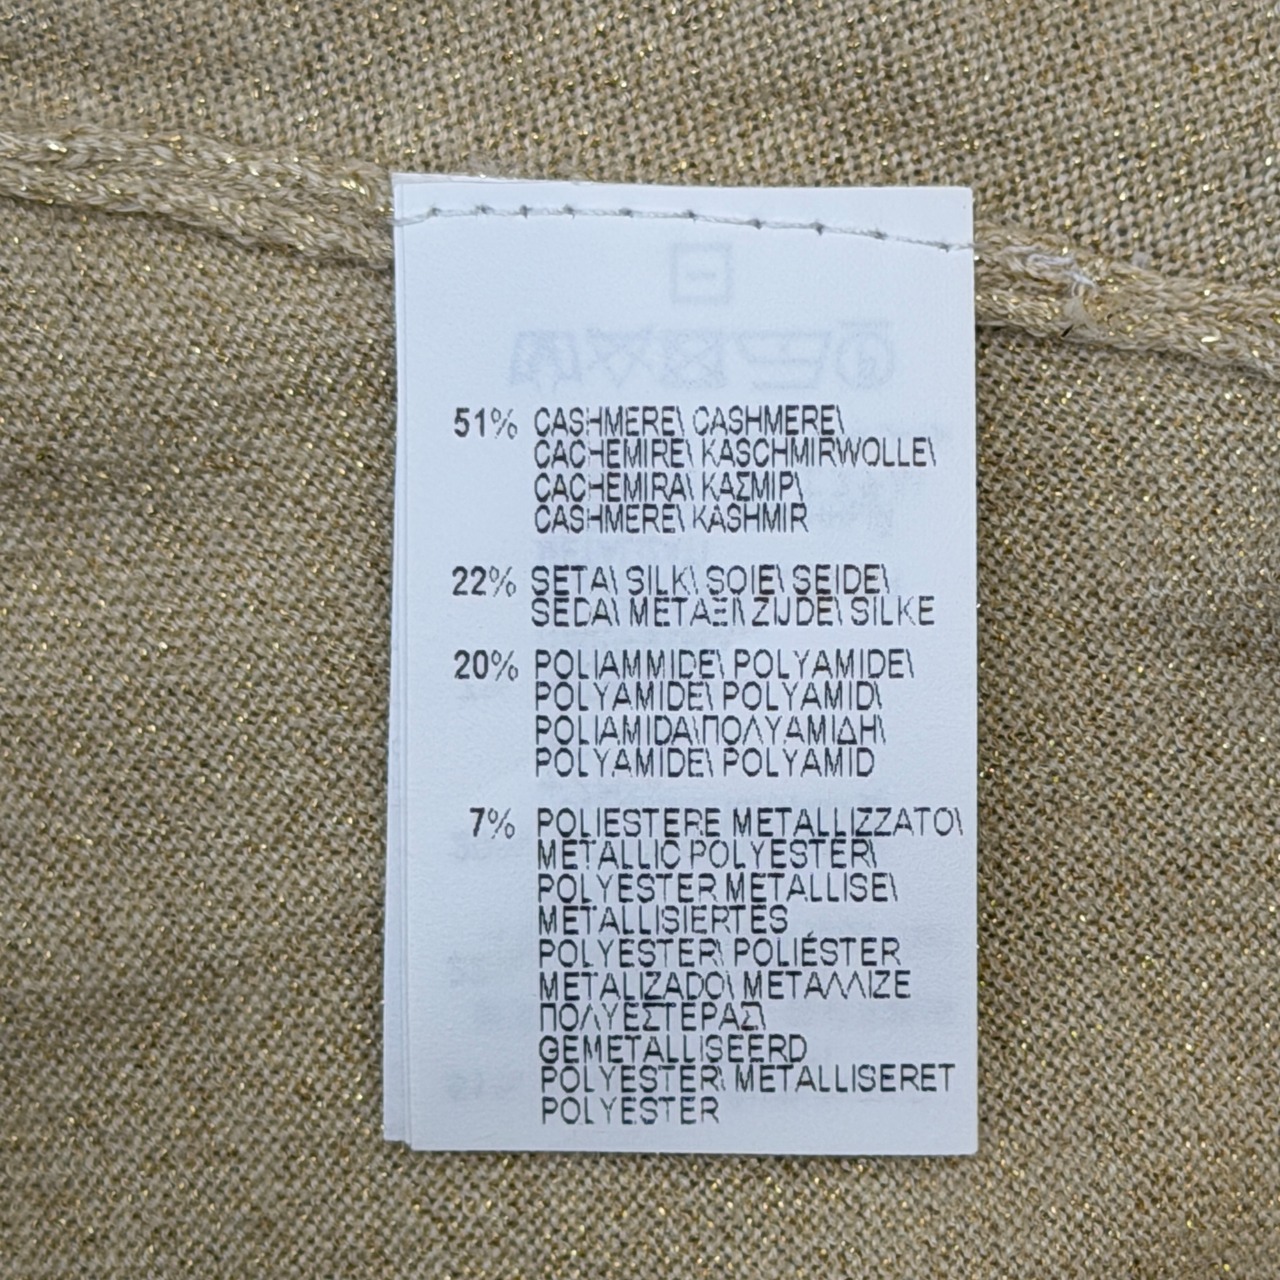 51% CASHMERE\ CASHMERE\
CACHEMIRE\ KASCHMIRWOLLE\
CACHEMIRA\ ΚΑΣΜΙΡ\
CASHMERE\ KASHMIR
22% SETA\ SILK\ SOIE\ SEIDE\
SEDA\ ΜΕΤΑΞΙ\ ZIJDE\ SILKE
20% POLIAMMIDE\ POLYAMIDE\
POLYAMIDE\ POLYAMID\
POLIAMIDA\ΠΟΛΥΑΜΙΔΗ\
POLYAMIDE\ POLYAMID
7% POLIESTERE METALLIZZATO\
METALLIC POLYESTER\
POLYESTER METALLISE\
METALLISIERTES
POLYESTER\ POLIÉSTER
METALIZADO\ ΜΕΤΑΛΛΙΖΕ
ΠΟΛΥΕΣΤΕΡΑΣ\
GEMETALLISEERD
POLYESTER\ METALLISERET
POLYESTER